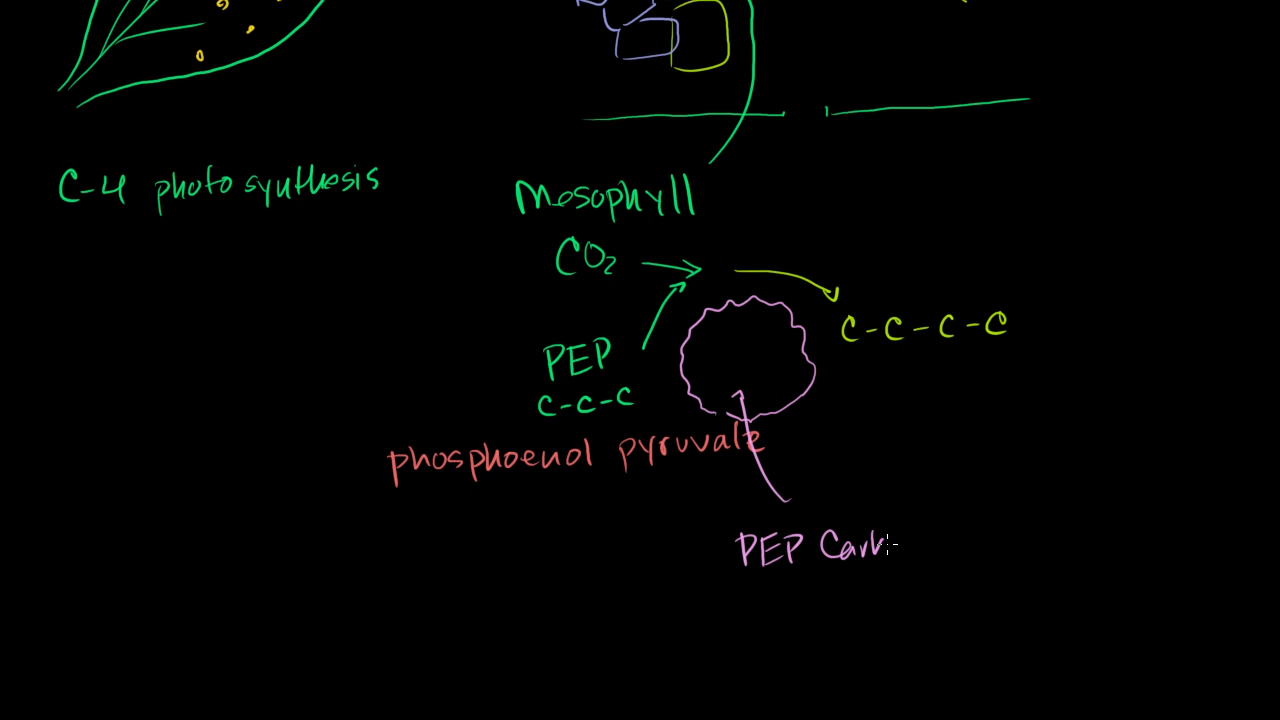 C-4 photosynthesis
Mesophyll
CO2
C-C-C-C
PEP
C-C-C
phosphoenol pyruvate
PEP Carb